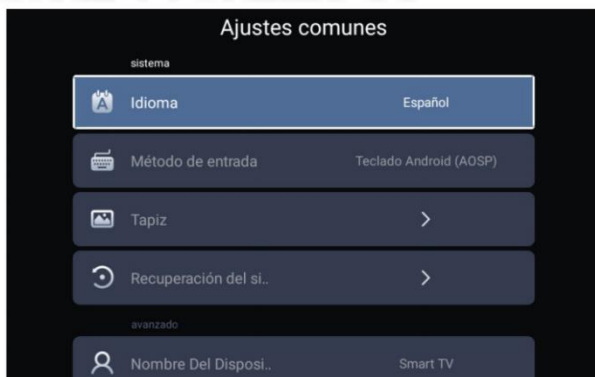 Ajustes comunes
sistema
Idioma Español
Método de entrada Teclado Android (AOSP)
Tapiz
Recuperación del si..
avanzado
Nombre Del Disposi.. Smart TV